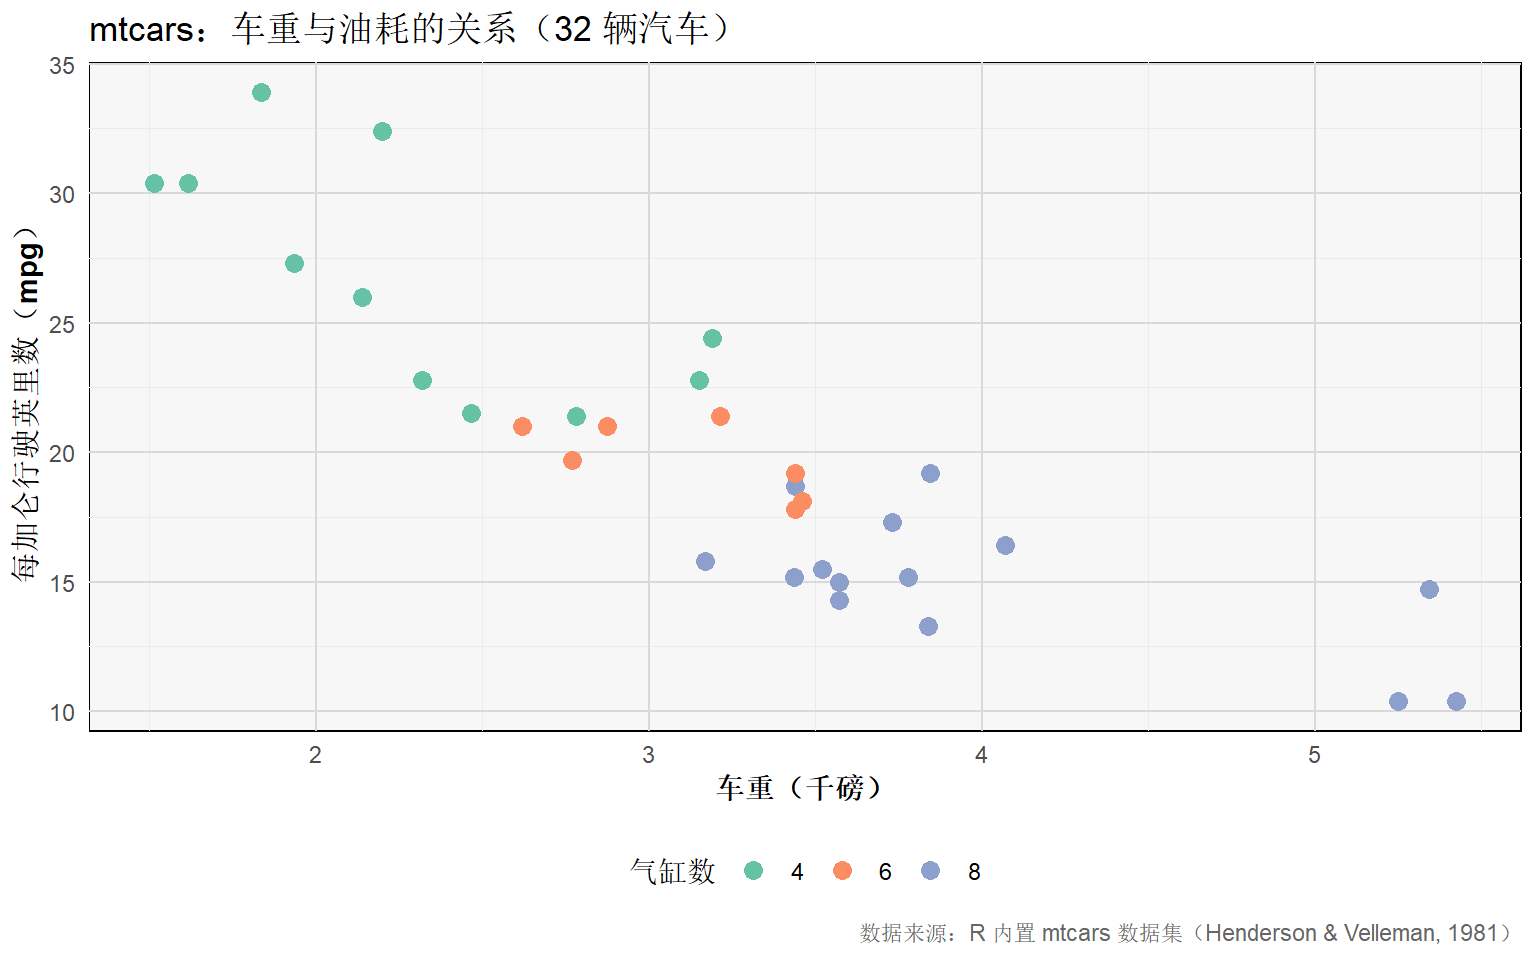 mtcars：车重与油耗的关系（32 辆汽车）
35
30
25
20
15
10
每加仑行驶英里数（mpg）
2 3 4 5
车重（千磅）
气缸数 4 6 8
数据来源：R 内置 mtcars 数据集（Henderson & Velleman, 1981）